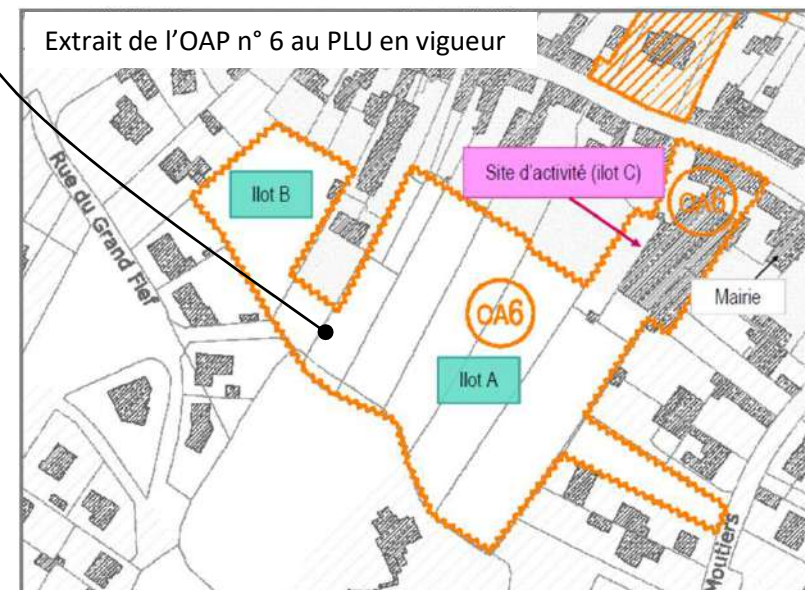 Extrait de l’OAP n° 6 au PLU en vigueur
Site d'activité (ilot C)
Ilot B
OA6
Rue du Grand Fief
Mairie
OA6
Ilot A
Moutiers